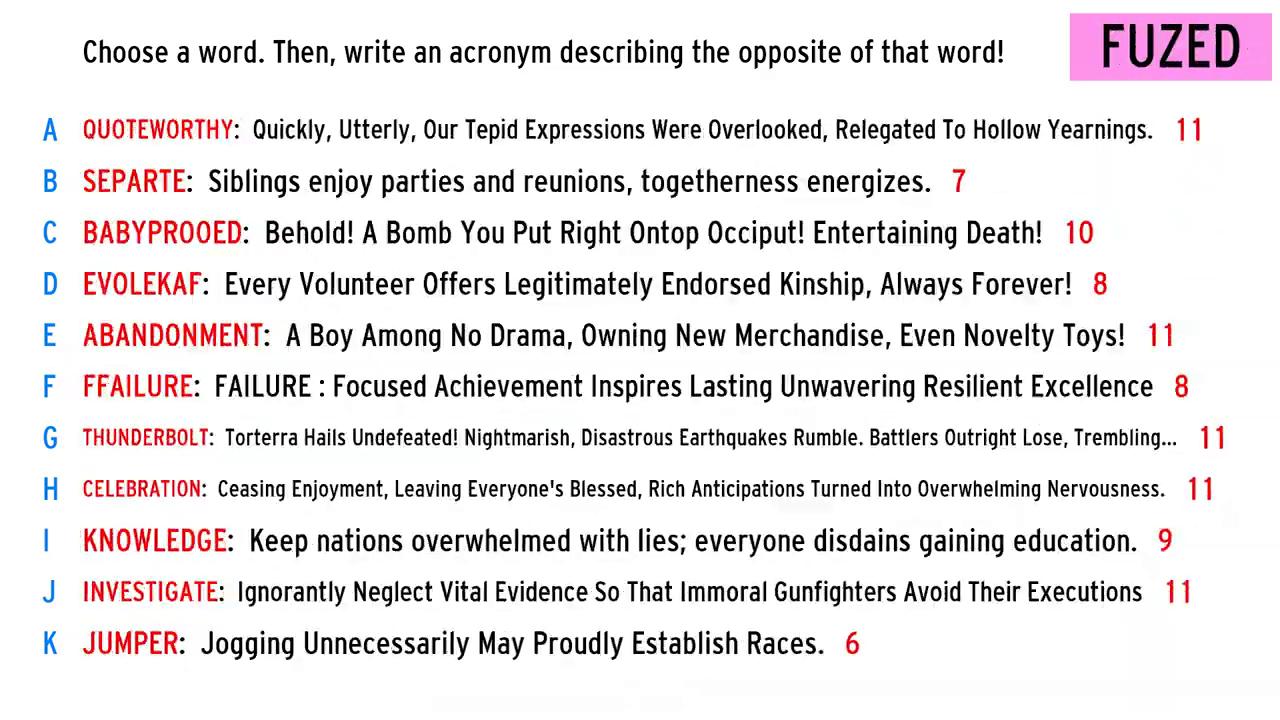 Choose a word. Then, write an acronym describing the opposite of that word!
FUZED
A QUOTEWORTHY: Quickly, Utterly, Our Tepid Expressions Were Overlooked, Relegated To Hollow Yearnings. 11
B SEPARTE: Siblings enjoy parties and reunions, togetherness energizes. 7
C BABYPROOED: Behold! A Bomb You Put Right Ontop Occiput! Entertaining Death! 10
D EVOLEKAF: Every Volunteer Offers Legitimately Endorsed Kinship, Always Forever! 8
E ABANDONMENT: A Boy Among No Drama, Owning New Merchandise, Even Novelty Toys! 11
F FFAILURE: FAILURE : Focused Achievement Inspires Lasting Unwavering Resilient Excellence 8
G THUNDERBOLT: Torterra Hails Undefeated! Nightmarish, Disastrous Earthquakes Rumble. Battlers Outright Lose, Trembling... 11
H CELEBRATION: Ceasing Enjoyment, Leaving Everyone's Blessed, Rich Anticipations Turned Into Overwhelming Nervousness. 11
I KNOWLEDGE: Keep nations overwhelmed with lies; everyone disdains gaining education. 9
J INVESTIGATE: Ignorantly Neglect Vital Evidence So That Immoral Gunfighters Avoid Their Executions 11
K JUMPER: Jogging Unnecessarily May Proudly Establish Races. 6